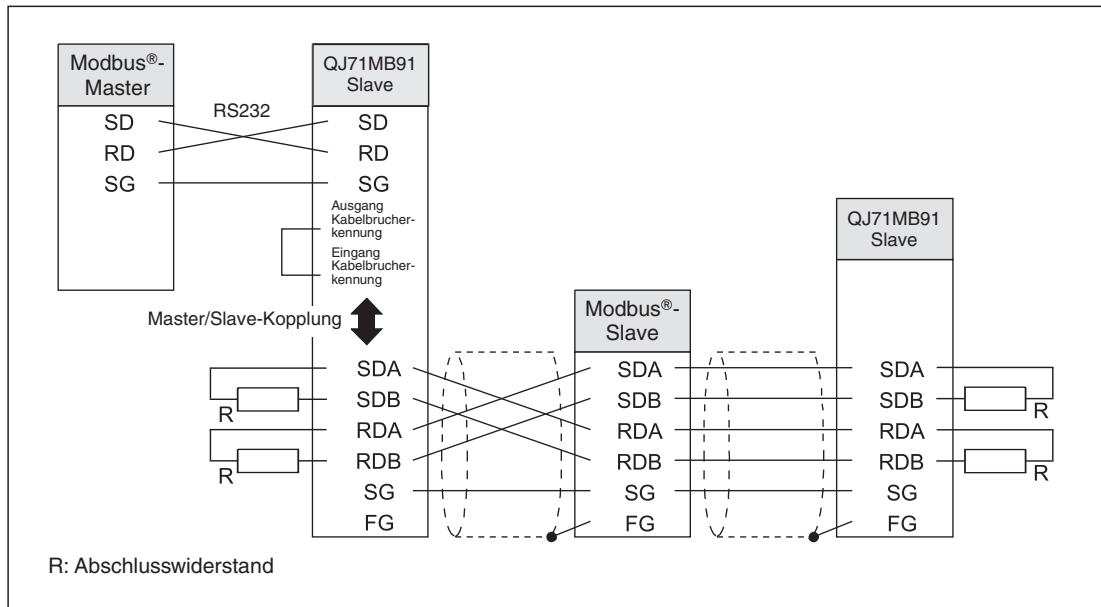 Modbus®-
Master
SD
RD
SG
RS232
QJ71MB91
Slave
SD
RD
SG
Ausgang
Kabelbrucher-
kennung
Eingang
Kabelbrucher-
kennung
Master/Slave-Kopplung
SDA
SDB
RDA
RDB
SG
FG
R
R
Modbus®-
Slave
SDA
SDB
RDA
RDB
SG
FG
QJ71MB91
Slave
SDA
SDB
RDA
RDB
SG
FG
R
R
R: Abschlusswiderstand